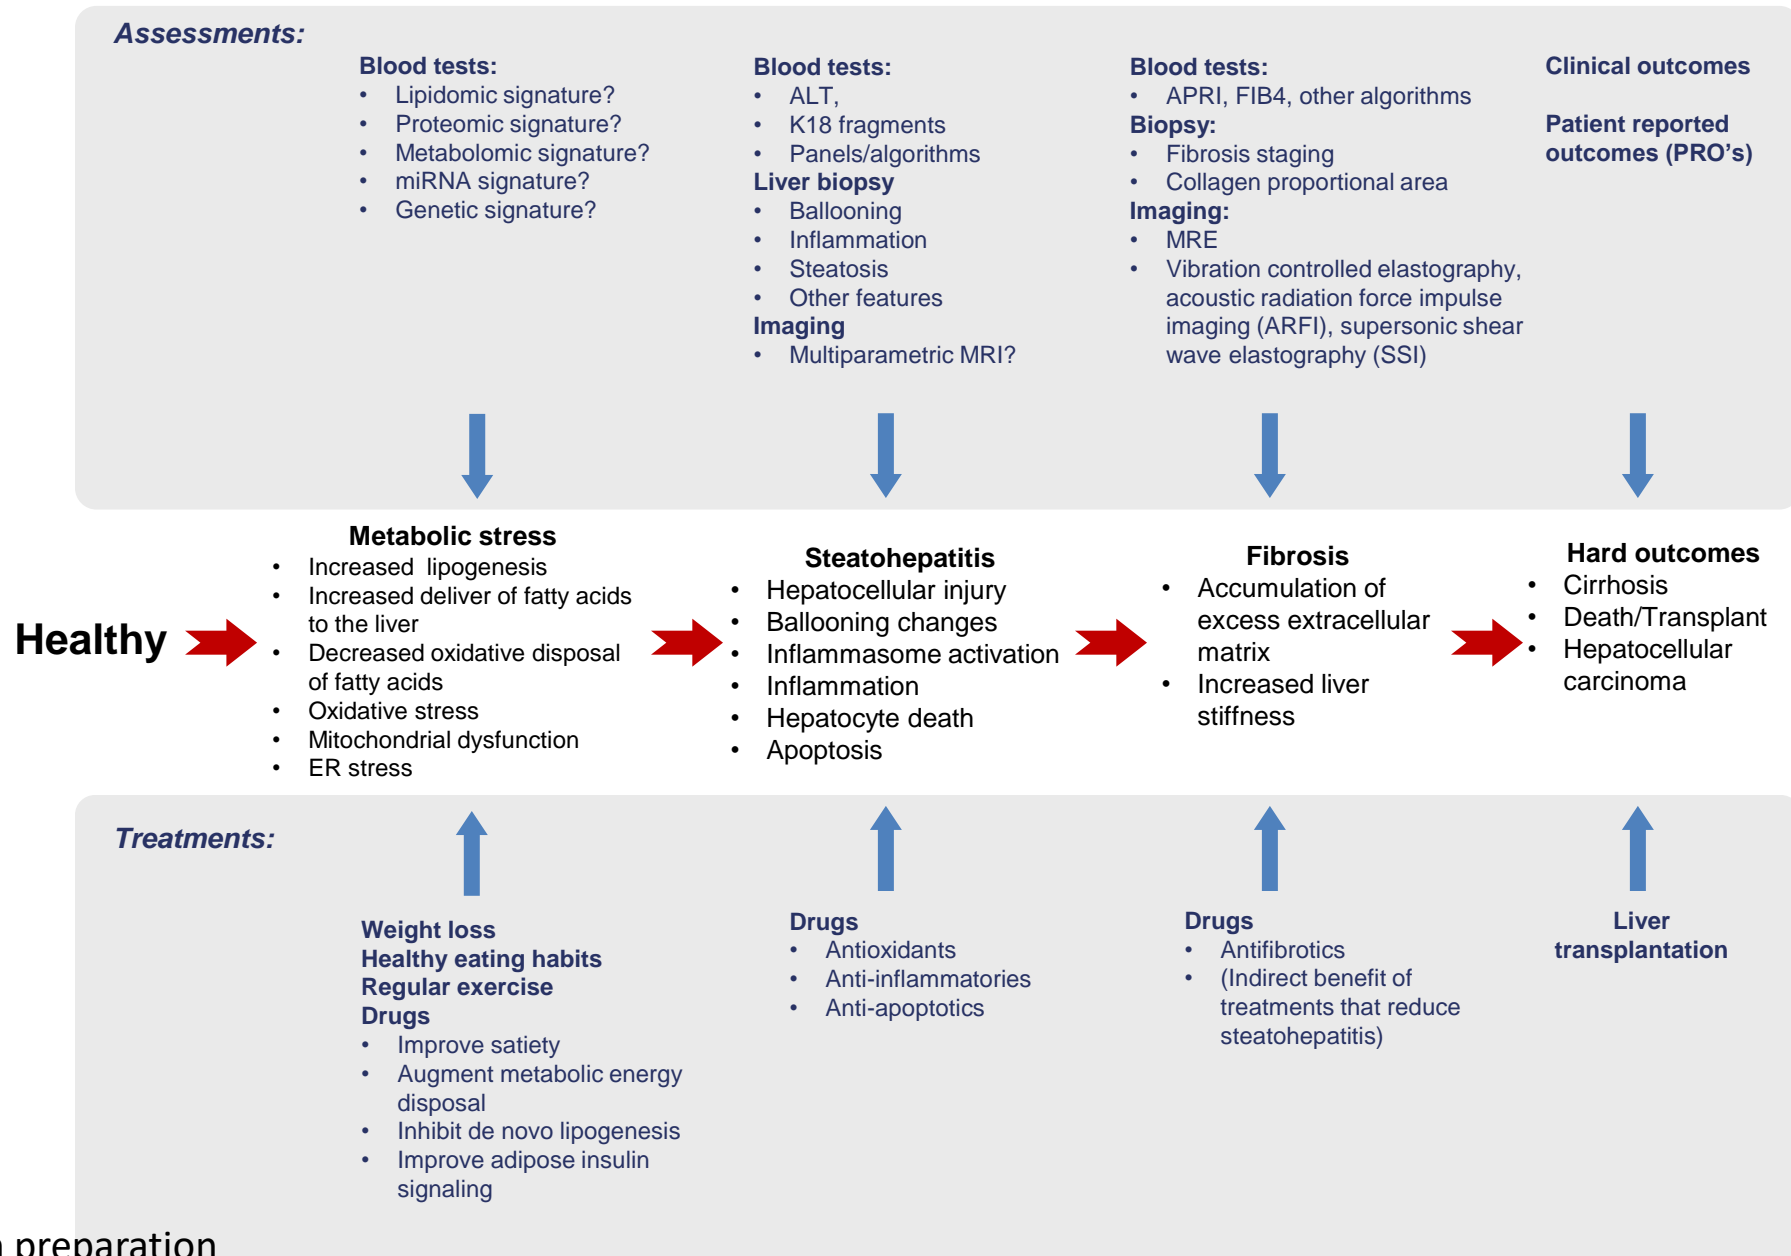 Assessments:
Blood tests:
• Lipidomic signature?
• Proteomic signature?
• Metabolomic signature?
• miRNA signature?
• Genetic signature?
Blood tests:
• ALT,
• K18 fragments
• Panels/algorithms
Liver biopsy
• Ballooning
• Inflammation
• Steatosis
• Other features
Imaging
• Multiparametric MRI?
Blood tests:
• APRI, FIB4, other algorithms
Biopsy:
• Fibrosis staging
• Collagen proportional area
Imaging:
• MRE
• Vibration controlled elastography,
acoustic radiation force impulse
imaging (ARFI), supersonic shear
wave elastography (SSI)
Clinical outcomes
Patient reported
outcomes (PRO's)
Healthy
Metabolic stress
• Increased lipogenesis
• Increased deliver of fatty acids
to the liver
• Decreased oxidative disposal
of fatty acids
• Oxidative stress
• Mitochondrial dysfunction
• ER stress
Steatohepatitis
• Hepatocellular injury
• Ballooning changes
• Inflammasome activation
• Inflammation
• Hepatocyte death
• Apoptosis
Fibrosis
• Accumulation of
excess extracellular
matrix
• Increased liver
stiffness
Hard outcomes
• Cirrhosis
• Death/Transplant
• Hepatocellular
carcinoma
Treatments:
Weight loss
Healthy eating habits
Regular exercise
Drugs
• Improve satiety
• Augment metabolic energy
disposal
• Inhibit de novo lipogenesis
• Improve adipose insulin
signaling
Drugs
• Antioxidants
• Anti-inflammatories
• Anti-apoptotics
Drugs
• Antifibrotics
• (Indirect benefit of
treatments that reduce
steatohepatitis)
Liver
transplantation
preparation